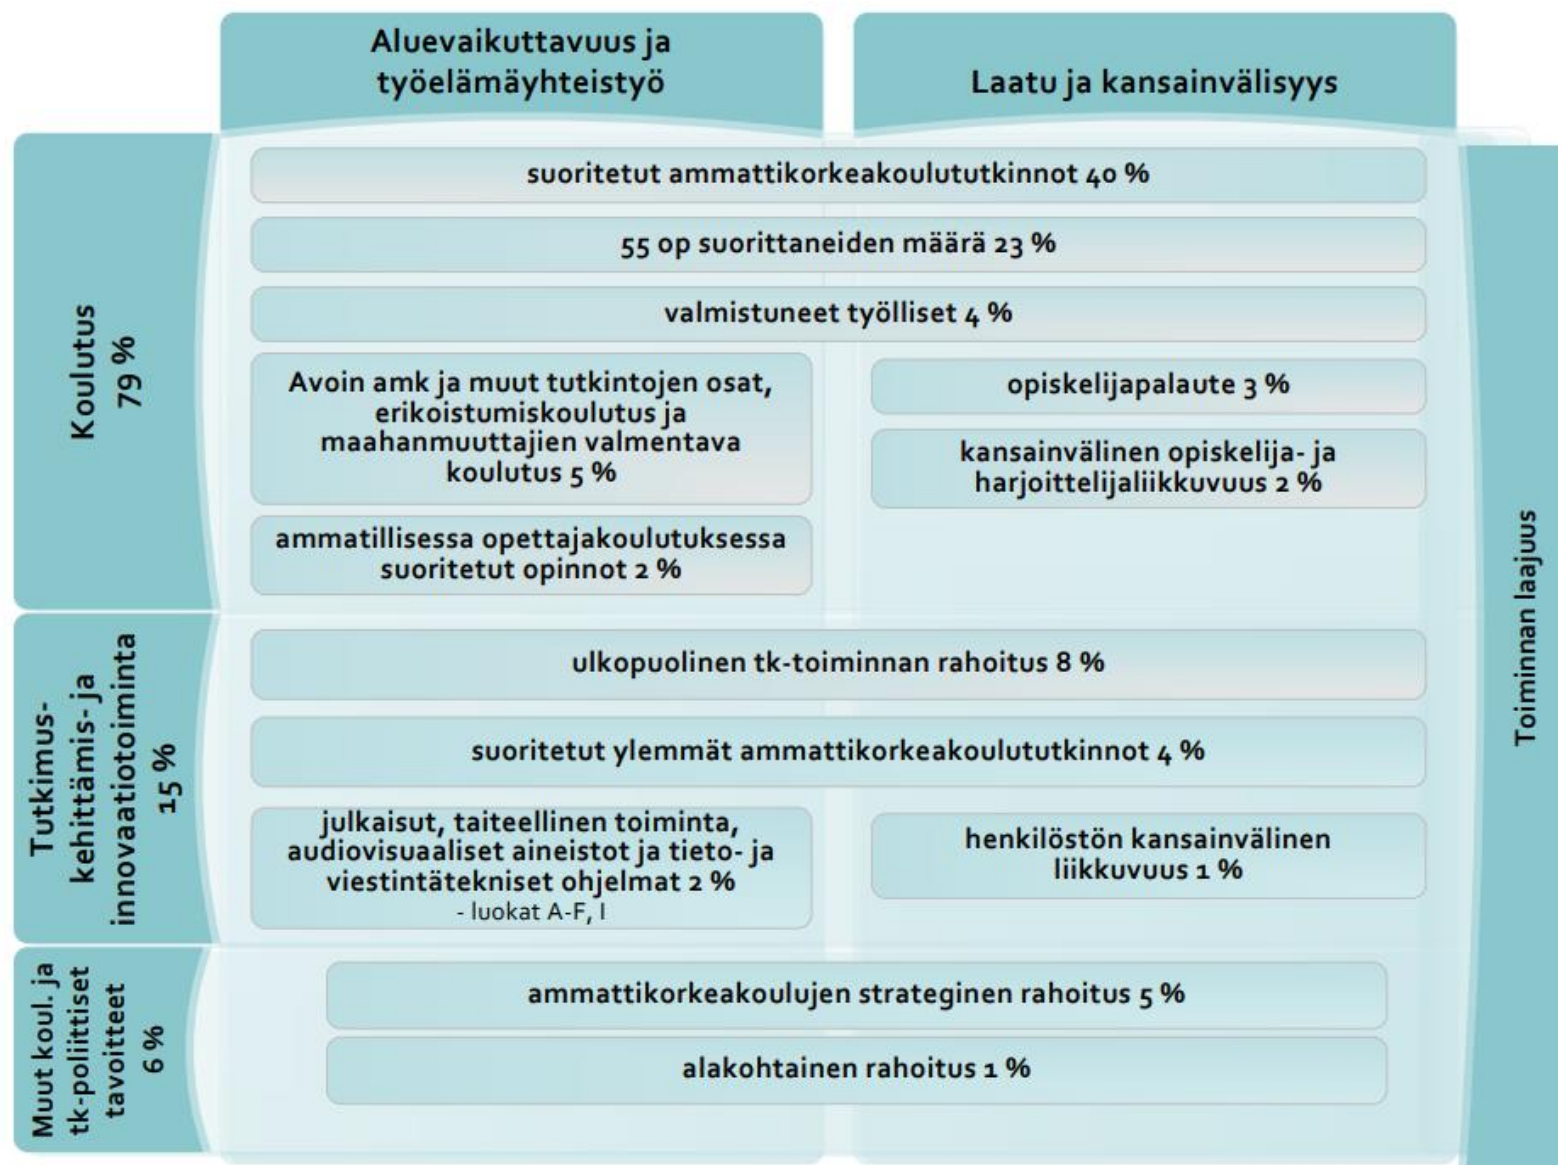 Aluevaikuttavuus ja
työelämäyhteistyö
Laatu ja kansainvälisyys
Koulutus
79 %
suoritetut ammattikorkeakoulututkinnot 40 %
55 op suorittaneiden määrä 23 %
valmistuneet työlliset 4 %
Avoin amk ja muut tutkintojen osat,
erikoistumiskoulutus ja
maahanmuuttajien valmentava
koulutus 5 %
opiskelijapalaute 3 %
kansainvälinen opiskelija- ja
harjoittelijaliikkuvuus 2 %
ammatillisessa opettajakoulutuksessa
suoritetut opinnot 2 %
Tutkimus-
kehittämis- ja
innovaatiotoiminta
15 %
ulkopuolinen tk-toiminnan rahoitus 8 %
suoritetut ylemmät ammattikorkeakoulututkinnot 4 %
julkaisut, taiteellinen toiminta,
audiovisuaaliset aineistot ja tieto- ja
viestintätekniset ohjelmat 2 %
- luokat A-F, I
henkilöstön kansainvälinen
liikkuvuus 1 %
Muut koul. ja
tk-poliittiset
tavoitteet
6 %
ammattikorkeakoulujen strateginen rahoitus 5 %
alakohtainen rahoitus 1 %
Toiminnan laajuus